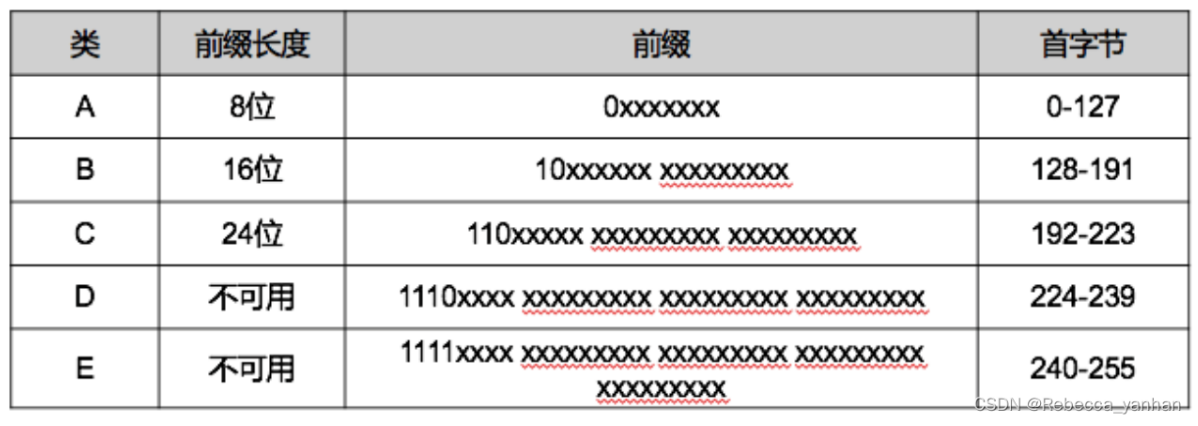 类 前缀长度 前缀 首字节
A 8位 0xxxxxxx 0-127
B 16位 10xxxxxx xxxxxxxxx 128-191
C 24位 110xxxxx xxxxxxxxx xxxxxxxxx 192-223
D 不可用 1110xxxx xxxxxxxxx xxxxxxxxx xxxxxxxxx 224-239
E 不可用 1111xxxx xxxxxxxxx xxxxxxxxx xxxxxxxxx 240-255
xxxxxxxxx
CSDN @Rebecca_yanhan